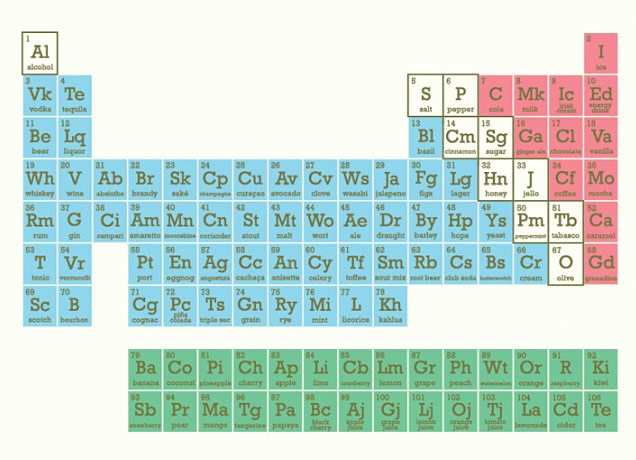 1 2
Al I
alcohol ice
3 4 5 6 7 8 9 10
Vk Te S P C Mk Ic Ed
vodka tequila salt pepper cola milk irish cream energy drink
11 12 13 14 15 16 17 18
Be Lq Bl Cm Sg Ga Cl Va
beer liquor basil cinnamon sugar ginger ale chocolate vanilla
19 20 21 22 23 24 25 26 27 28 29 30 31 32 33 34 35
Wh V Ab Br Sk Cp Cu Av Cv Ws Ja Fg Lg Hn J Cf Mo
whiskey wine absinthe brandy saké champagne curaçao avocado clove wasabi jalapeno figs lager honey jello coffee mocha
36 37 38 39 40 41 42 43 44 45 46 47 48 49 50 51 52
Rm G Ci Am Mn Cn St Mt Wo Ae Dr By Hp Ys Pm Tb Ca
rum gin campari amaretto moonshine coriander stout malt wort ale draught barley hops yeast peppermint tabasco caramel
53 54 55 56 57 58 59 60 61 62 63 64 65 66 67 68
T Vr Pt En Ag Cc An Cy Tf Sm Rb Cs Bs Cr O Gd
tonic vermouth port eggnog angostura cachaça anisette celery toffee sour mix root beer club soda butterscotch cream olive grenadine
69 70 71 72 73 74 75 76 77 78
Sc B Cg Pc Ts Gn Ry Mi L Kh
scotch bourbon cognac piña colada triple sec grain rye mint licorice kahlua
79 80 81 82 83 84 85 86 87 88 89 90 91 92
Ba Co Pi Ch Ap Li Cb Lm Gr Ph Wt Or R Ki
banana coconut pineapple cherry apple lime cranberry lemon grape peach watermelon orange raspberry kiwi
93 94 95 96 97 98 99 100 101 102 103 104 105 106
Sb Pr Ma Tg Pa Bc Aj Gj Lj Oj Tj La Cd Te
strawberry pear mango tangerine papaya black cherry apple juice grape juice lemon juice orange juice tomato juice lemonade cider tea